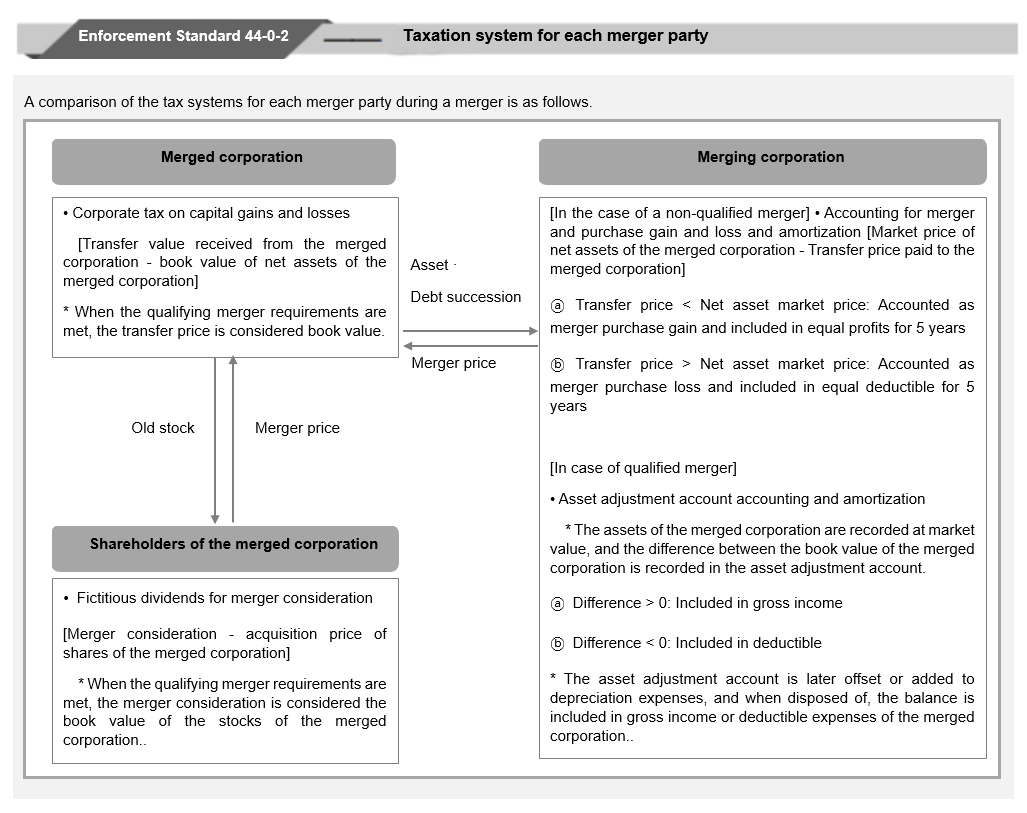 Enforcement Standard 44-0-2
Taxation system for each merger party
A comparison of the tax systems for each merger party during a merger is as follows.
Merged corporation
• Corporate tax on capital gains and losses
[Transfer value received from the merged
corporation - book value of net assets of the
merged corporation]
* When the qualifying merger requirements are
met, the transfer price is considered book value.
Asset ·
Debt succession
Merger price
Old stock
Merger price
Shareholders of the merged corporation
• Fictitious dividends for merger consideration
[Merger consideration - acquisition price of
shares of the merged corporation]
* When the qualifying merger requirements are
met, the merger consideration is considered the
book value of the stocks of the merged
corporation..
Merging corporation
[In the case of a non-qualified merger] • Accounting for merger
and purchase gain and loss and amortization [Market price of
net assets of the merged corporation - Transfer price paid to the
merged corporation]
ⓐ Transfer price < Net asset market price: Accounted as
merger purchase gain and included in equal profits for 5 years
ⓑ Transfer price > Net asset market price: Accounted as
merger purchase loss and included in equal deductible for 5
years
[In case of qualified merger]
• Asset adjustment account accounting and amortization
* The assets of the merged corporation are recorded at market
value, and the difference between the book value of the merged
corporation is recorded in the asset adjustment account.
ⓐ Difference > 0: Included in gross income
ⓑ Difference < 0: Included in deductible
* The asset adjustment account is later offset or added to
depreciation expenses, and when disposed of, the balance is
included in gross income or deductible expenses of the merged
corporation..